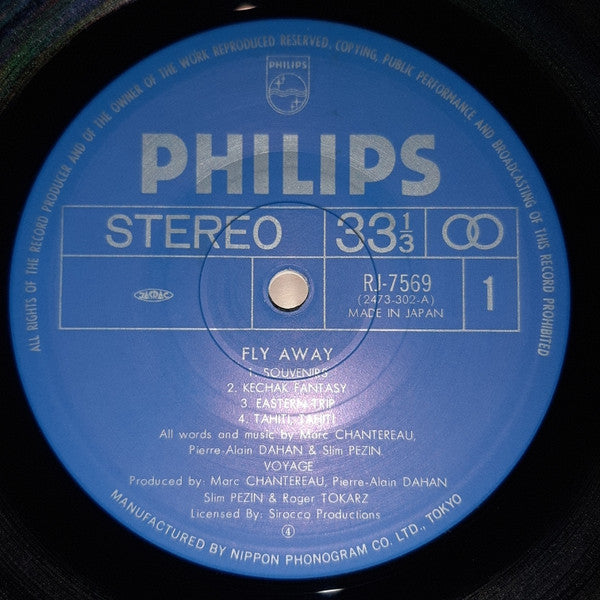 ALL RIGHTS OF THE RECORD PRODUCER AND OF THE OWNER OF THE WORK REPRODUCED RESERVED. COPYING, PUBLIC PERFORMANCE AND BROADCASTING OF THIS RECORD PROHIBITED.
PHILIPS
PHILIPS
STEREO 33 1/3
JASRAC
RJ-7569
(2473-302-A)
MADE IN JAPAN
1
FLY AWAY
1. SOUVENIRS
2. KECHAK FANTASY
3. EASTERN TRIP
4. TAHITI, TAHITI
All words and music by Marc CHANTEREAU,
Pierre-Alain DAHAN & Slim PEZIN
VOYAGE
Produced by: Marc CHANTEREAU, Pierre-Alain DAHAN
Slim PEZIN & Roger TOKARZ
Licensed By: Sirocco Productions
④
MANUFACTURED BY NIPPON PHONOGRAM CO. LTD., TOKYO